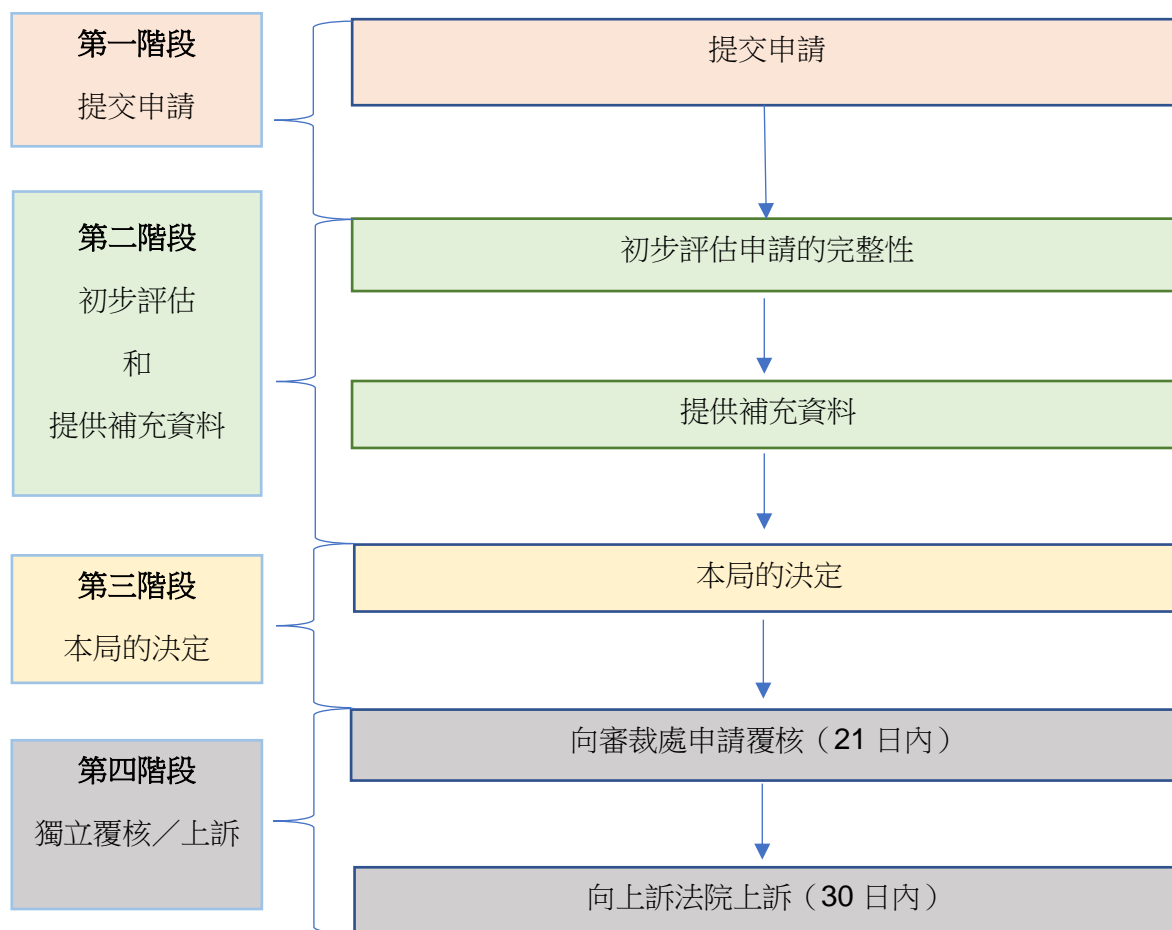 第一階段
提交申請
提交申請
第二階段
初步評估
和
提供補充資料
初步評估申請的完整性
提供補充資料
第三階段
本局的決定
本局的決定
第四階段
獨立覆核／上訴
向審裁處申請覆核（21 日內）
向上訴法院上訴（30 日內）